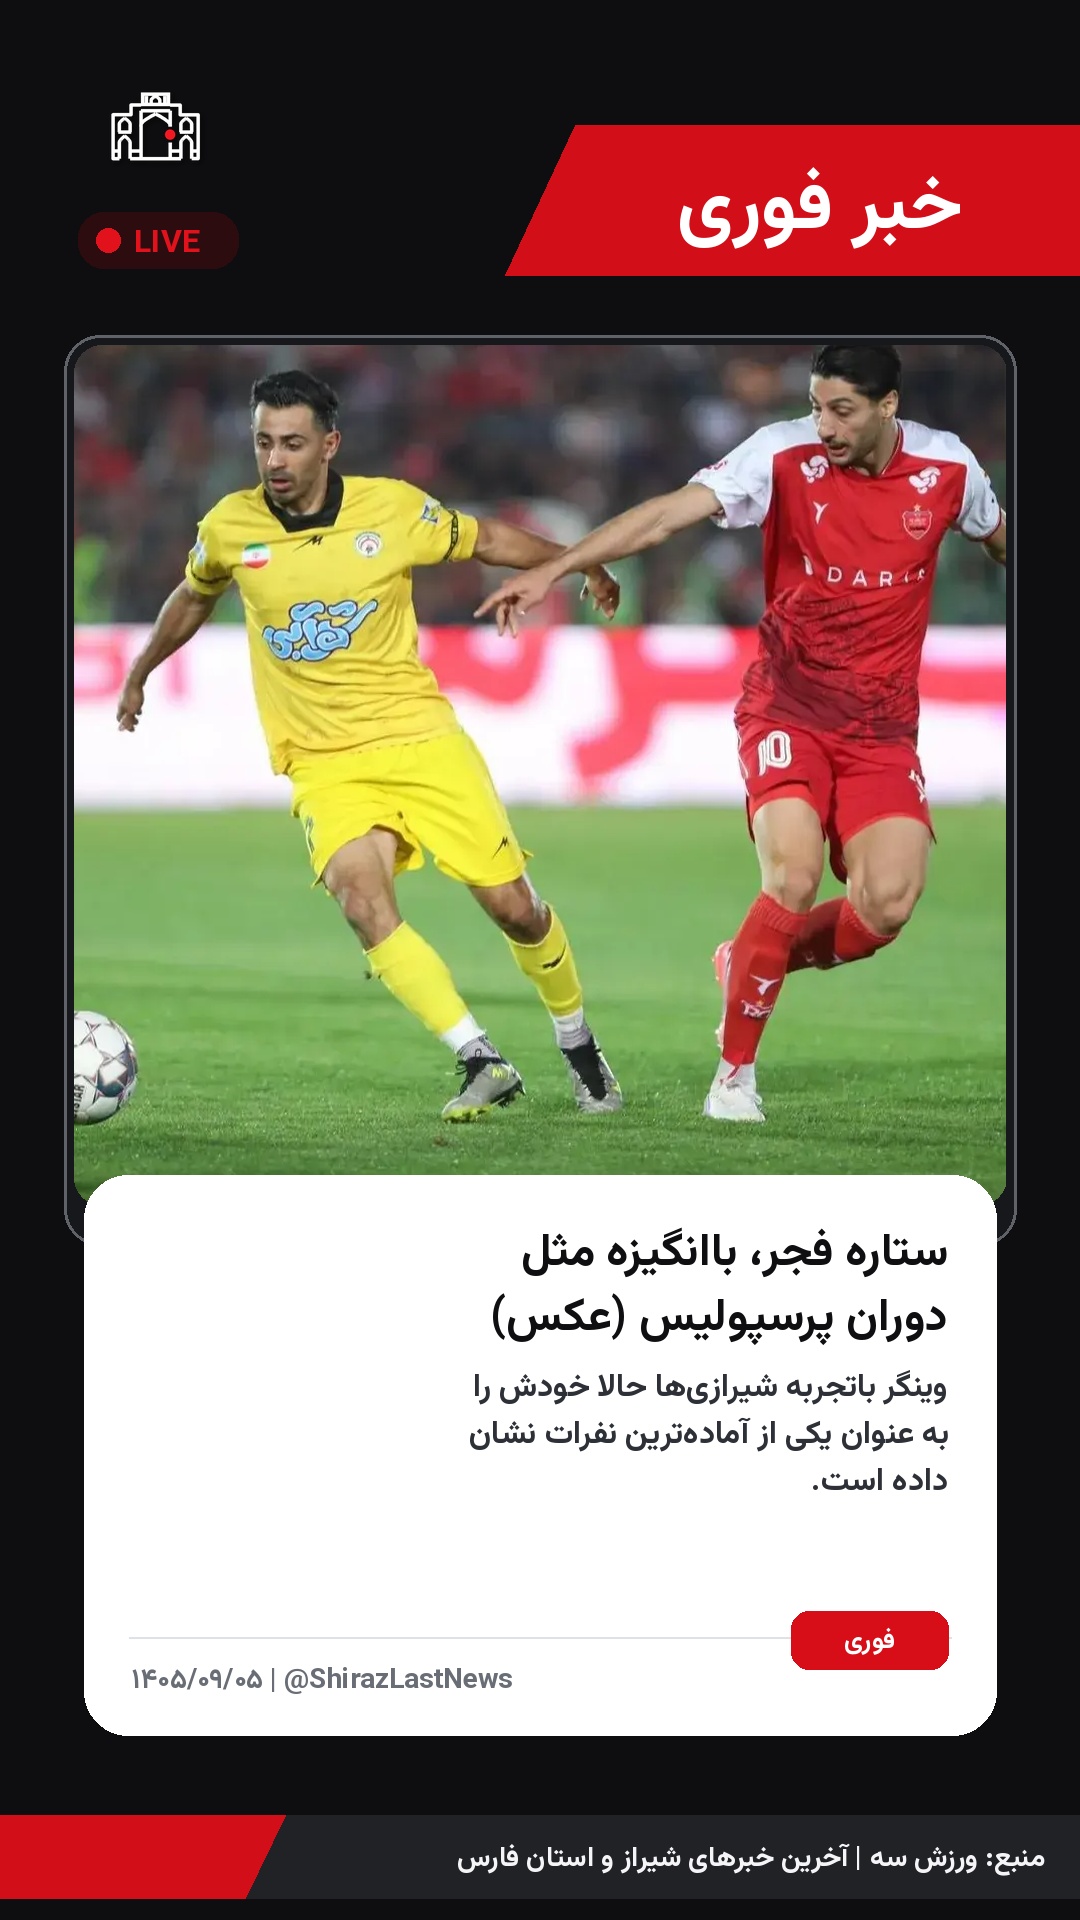 خبر فوری
LIVE
DAR
10
ستاره فجر، باانگیزه مثل
دوران پرسپولیس (عکس)
وینگر باتجربه شیرازی‌ها حالا خودش را
به عنوان یکی از آماده‌ترین نفرات نشان
داده است.
فوری
۱۴۰۵/۰۹/۰۵ | @ShirazLastNews
منبع: ورزش سه | آخرین خبرهای شیراز و استان فارس